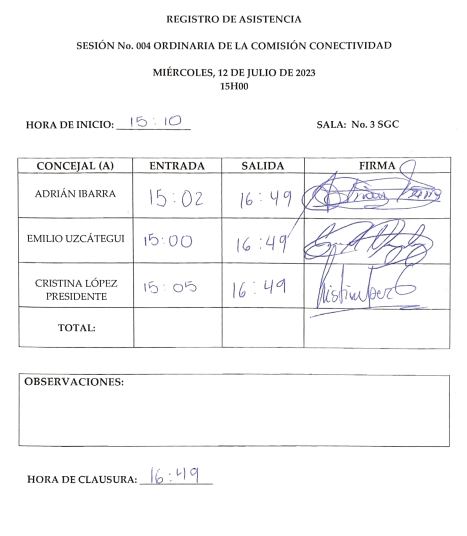 REGISTRO DE ASISTENCIA
SESIÓN No. 004 ORDINARIA DE LA COMISIÓN CONECTIVIDAD
MIÉRCOLES, 12 DE JULIO DE 2023
15H00
HORA DE INICIO: 15:10 SALA: No. 3 SGC
CONCEJAL (A) ENTRADA SALIDA FIRMA
ADRIÁN IBARRA 15:02 16:49
EMILIO UZCÁTEGUI 15:00 16:49
CRISTINA LÓPEZ
PRESIDENTE 15:05 16:49
TOTAL:
OBSERVACIONES:
HORA DE CLAUSURA: 16:49